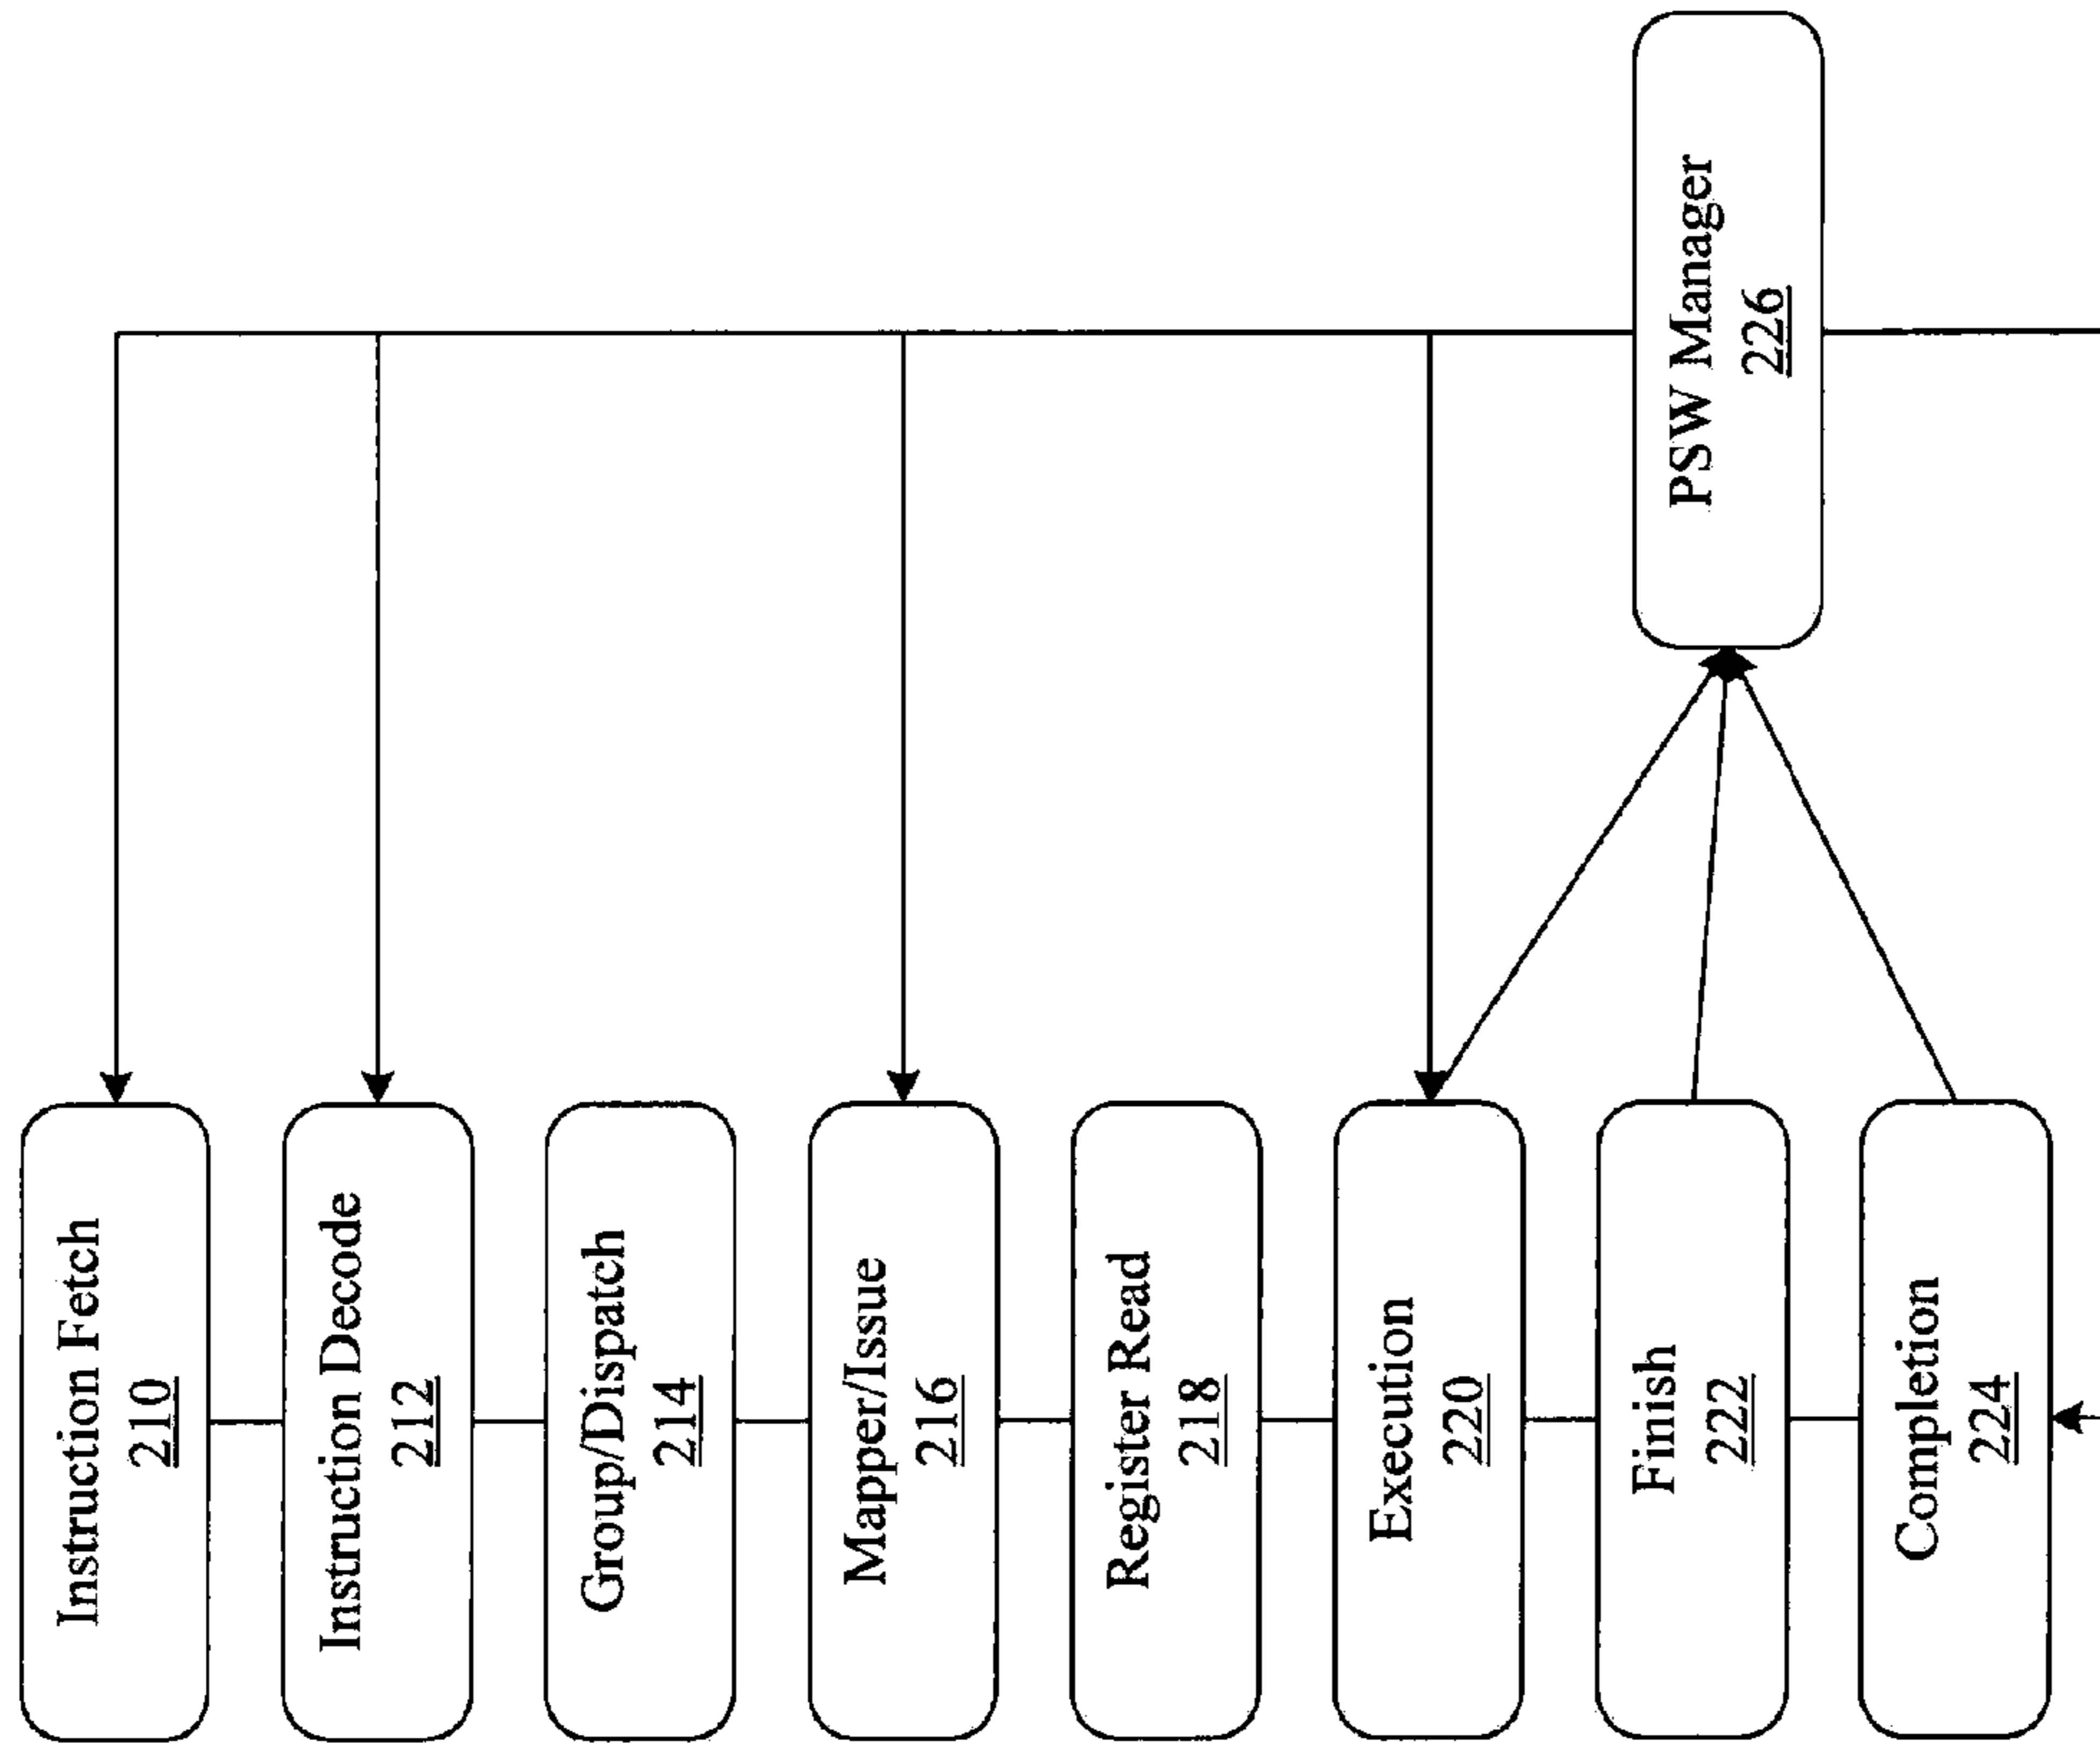 Instruction Fetch
210
Instruction Decode
212
Group/Dispatch
214
Mapper/Issue
216
Register Read
218
Execution
220
Finish
222
Completion
224
PSW Manager
226